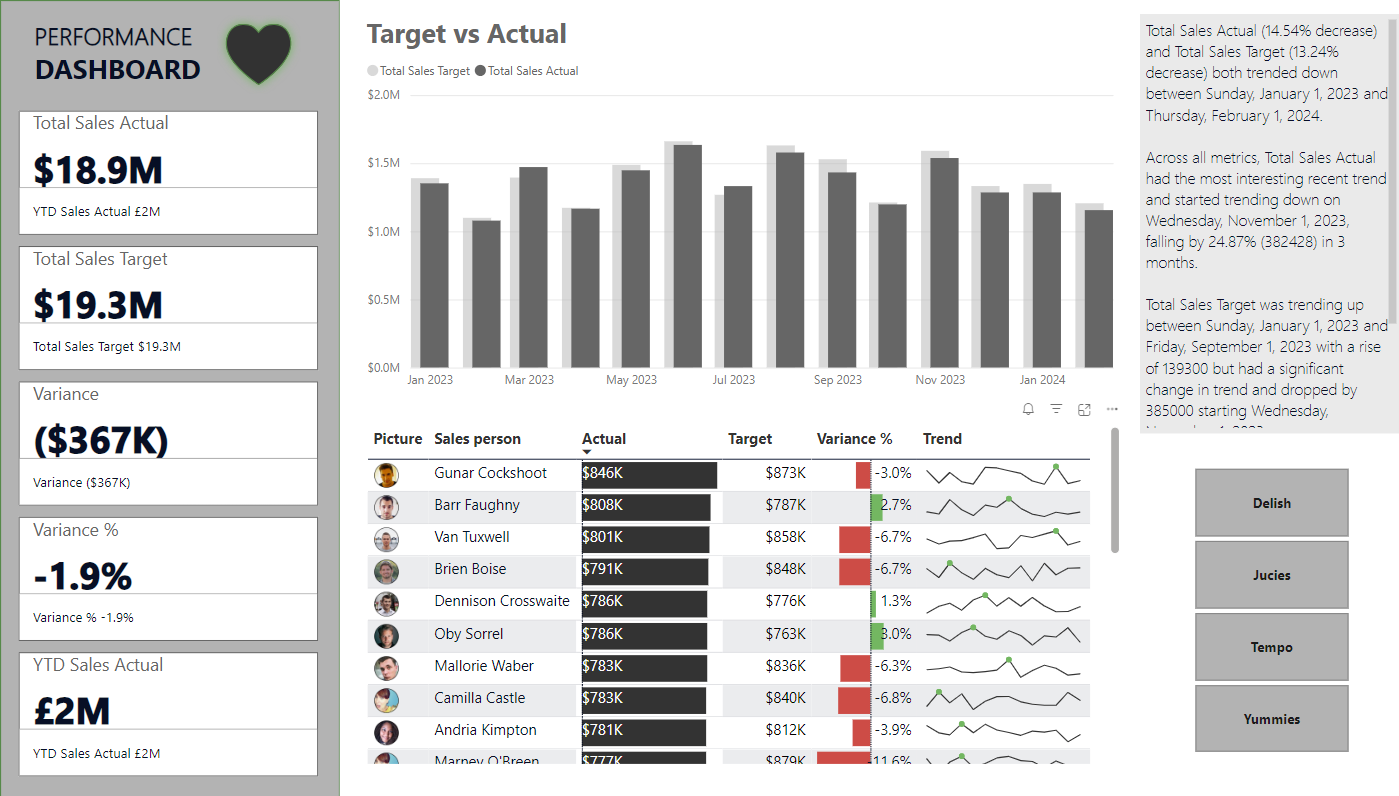 PERFORMANCE
DASHBOARD
Total Sales Actual
$18.9M
YTD Sales Actual £2M
Total Sales Target
$19.3M
Total Sales Target $19.3M
Variance
($367K)
Variance ($367K)
Variance %
-1.9%
Variance % -1.9%
YTD Sales Actual
£2M
YTD Sales Actual £2M
Target vs Actual
Total Sales Target Total Sales Actual
$2.0M
$1.5M
$1.0M
$0.5M
$0.0M
Jan 2023 Mar 2023 May 2023 Jul 2023 Sep 2023 Nov 2023 Jan 2024
Picture Sales person Actual Target Variance % Trend
Gunar Cockshoot $846K $873K -3.0%
Barr Faughny $808K $787K 2.7%
Van Tuxwell $801K $858K -6.7%
Brien Boise $791K $848K -6.7%
Dennison Crosswaite $786K $776K 1.3%
Oby Sorrel $786K $763K 3.0%
Mallorie Waber $783K $836K -6.3%
Camilla Castle $783K $840K -6.8%
Andria Kimpton $781K $812K -3.9%
Marney O'Breen $777K $879K -11.6%
Total Sales Actual (14.54% decrease)
and Total Sales Target (13.24%
decrease) both trended down
between Sunday, January 1, 2023 and
Thursday, February 1, 2024.
Across all metrics, Total Sales Actual
had the most interesting recent trend
and started trending down on
Wednesday, November 1, 2023,
falling by 24.87% (382428) in 3
months.
Total Sales Target was trending up
between Sunday, January 1, 2023 and
Friday, September 1, 2023 with a rise
of 139300 but had a significant
change in trend and dropped by
385000 starting Wednesday,
November 1, 2023
Delish
Jucies
Tempo
Yummies